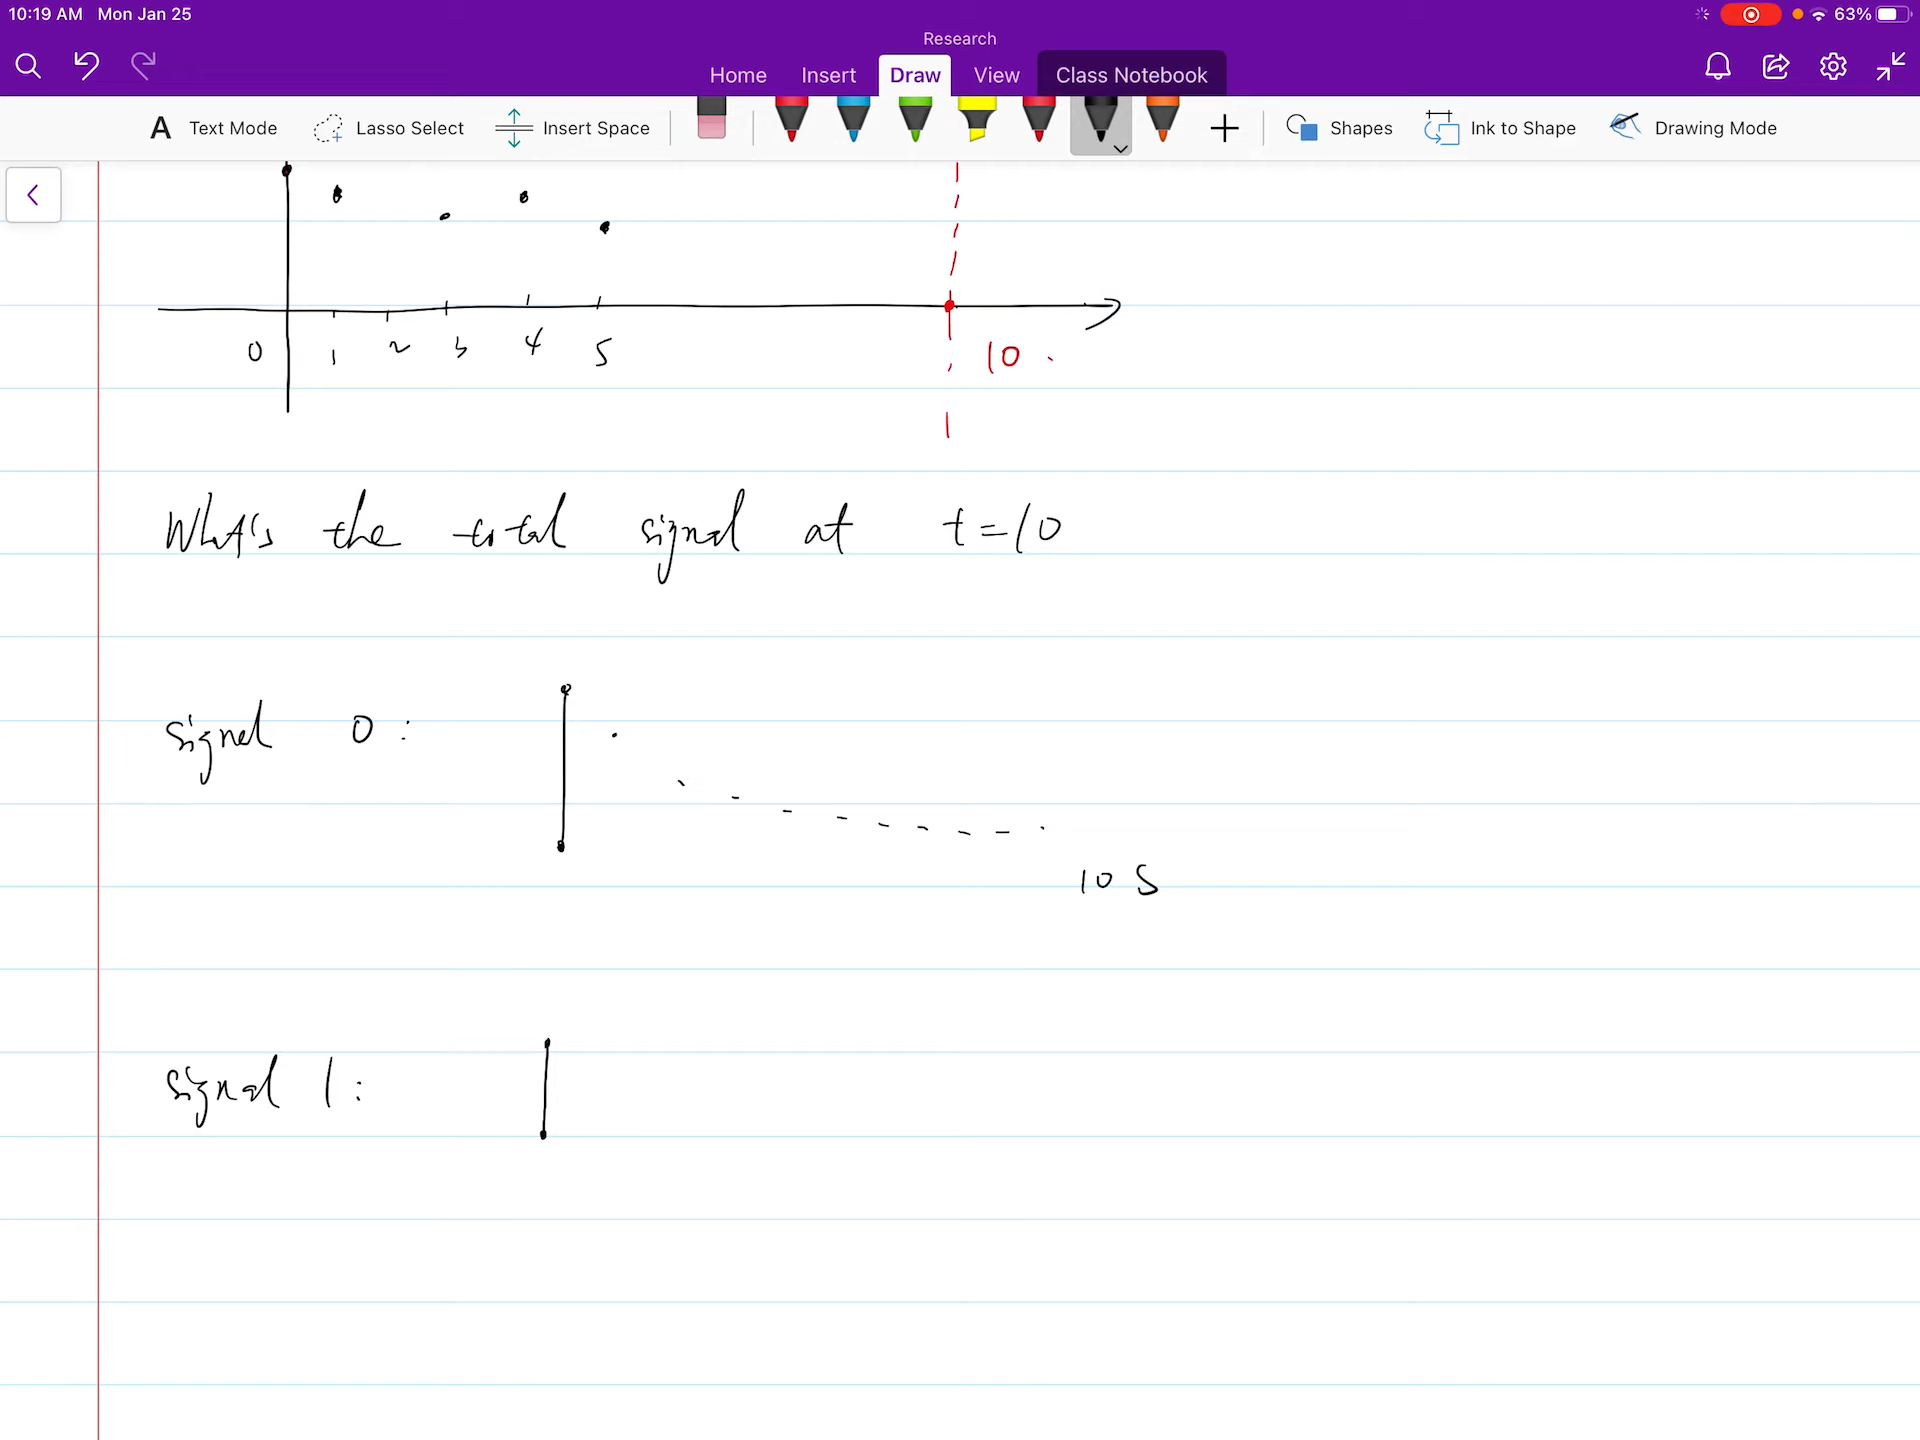 10:19 AM Mon Jan 25
63%
Research
Home Insert Draw View Class Notebook
A Text Mode Lasso Select Insert Space Shapes Ink to Shape Drawing Mode
0 1 2 3 4 5 10
What's the total signal at t=10
signal 0:
10 S
signal 1: